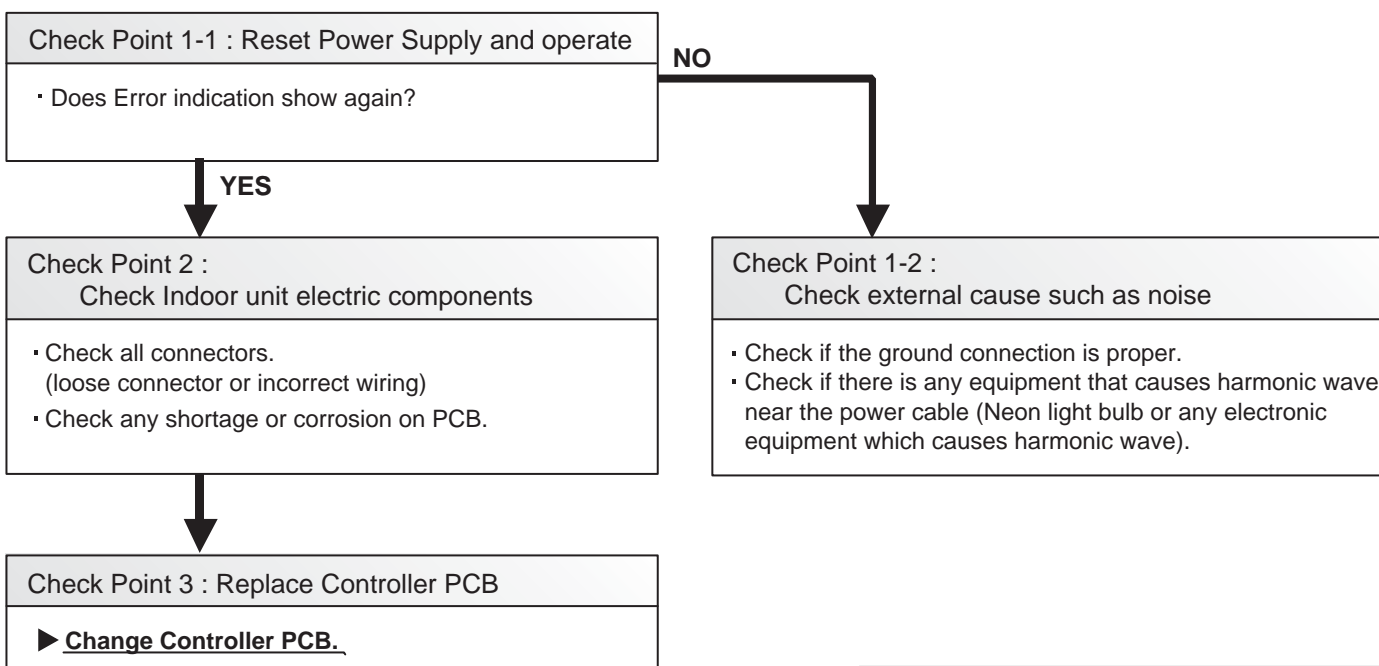 Check Point 1-1 : Reset Power Supply and operate
· Does Error indication show again?
NO
YES
Check Point 2 :
Check Indoor unit electric components
· Check all connectors.
(loose connector or incorrect wiring)
· Check any shortage or corrosion on PCB.
Check Point 1-2 :
Check external cause such as noise
· Check if the ground connection is proper.
· Check if there is any equipment that causes harmonic wave
near the power cable (Neon light bulb or any electronic
equipment which causes harmonic wave).
Check Point 3 : Replace Controller PCB
▶ Change Controller PCB.